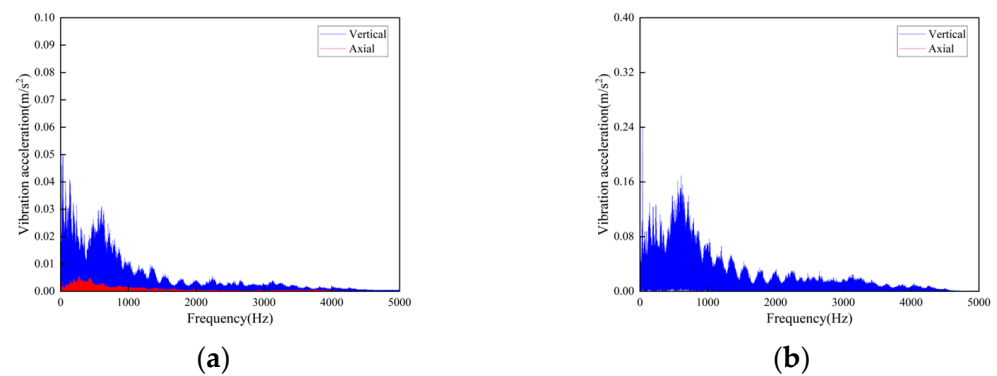 0.10
0.09
0.08
0.07
0.06
0.05
0.04
0.03
0.02
0.01
0.00
Vibration acceleration(m/s²)
Vertical
Axial
0 1000 2000 3000 4000 5000
Frequency(Hz)
(a)
0.40
0.32
0.24
0.16
0.08
0.00
Vibration acceleration(m/s²)
Vertical
Axial
0 1000 2000 3000 4000 5000
Frequency(Hz)
(b)